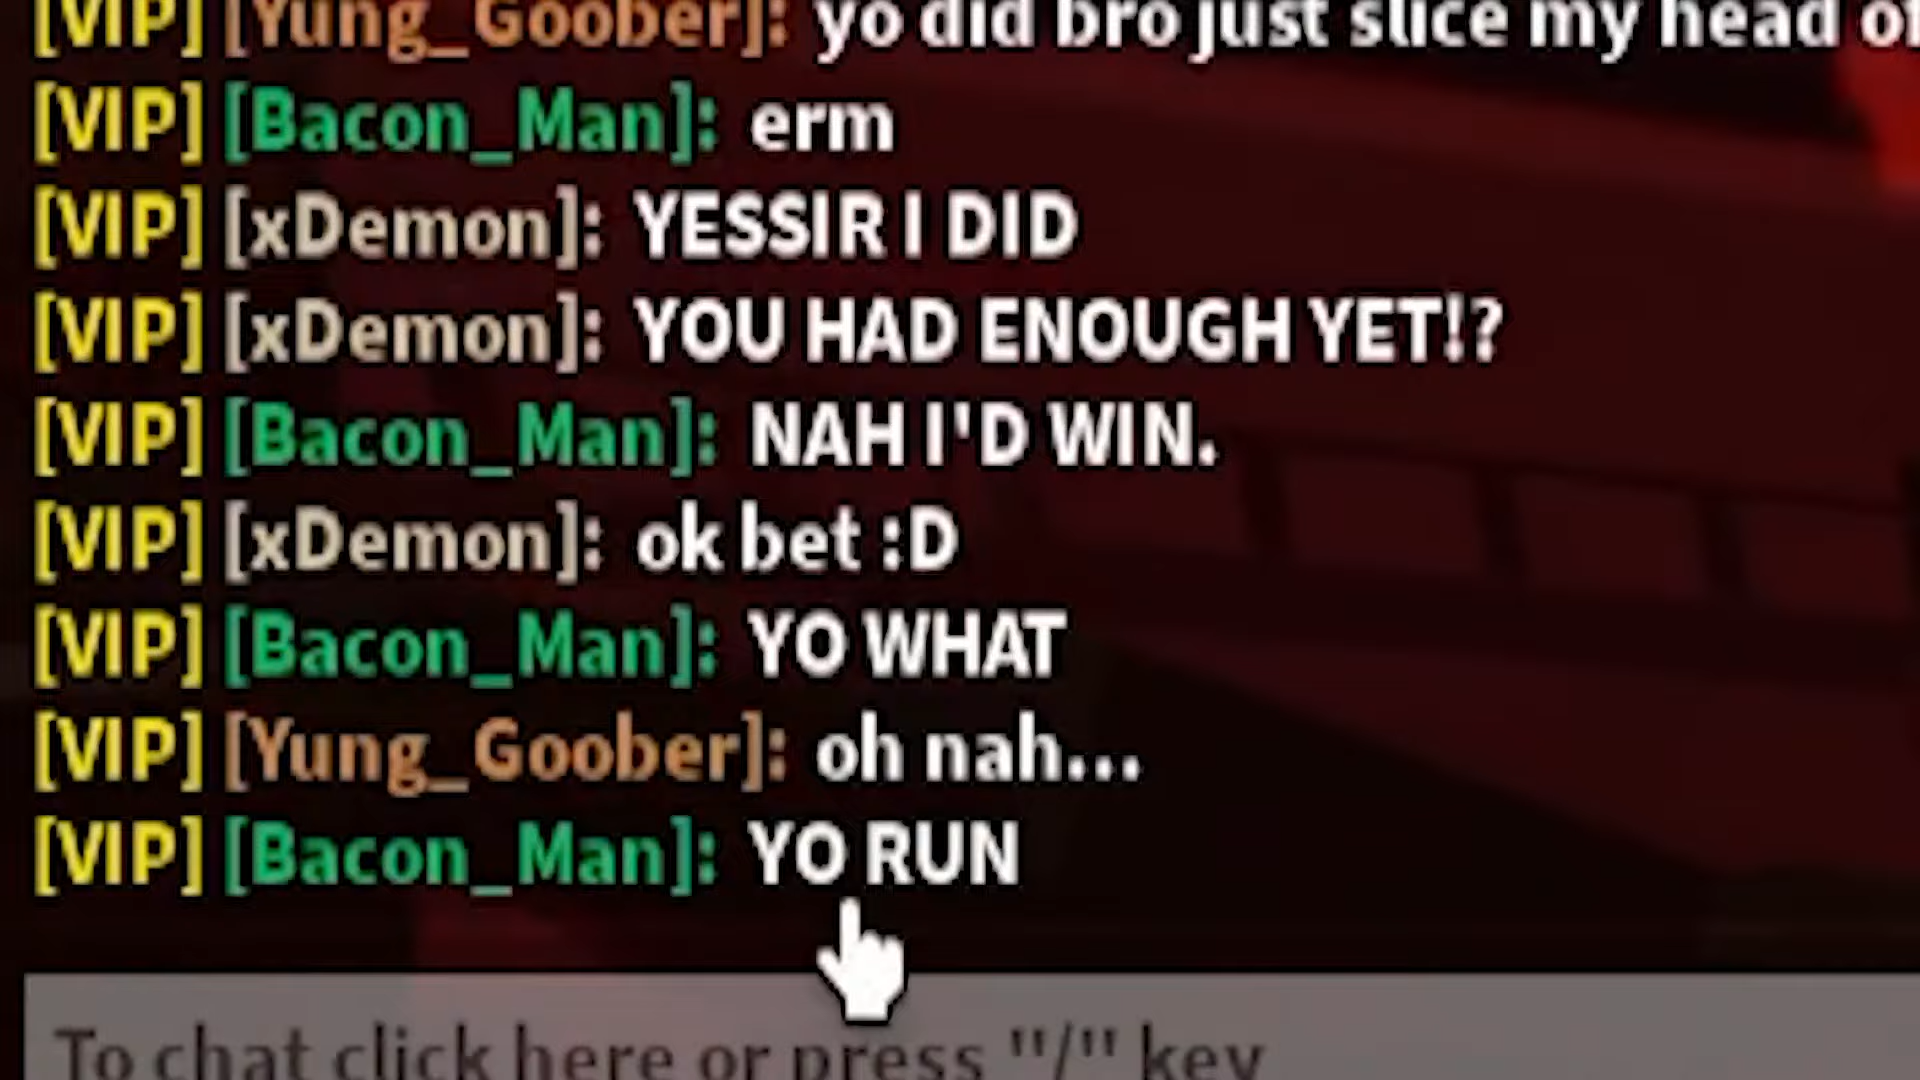 [VIP] [Yung_Goober]: yo did bro just slice my head of
[VIP] [Bacon_Man]: erm
[VIP] [xDemon]: YESSIR I DID
[VIP] [xDemon]: YOU HAD ENOUGH YET!?
[VIP] [Bacon_Man]: NAH I'D WIN.
[VIP] [xDemon]: ok bet :D
[VIP] [Bacon_Man]: YO WHAT
[VIP] [Yung_Goober]: oh nah...
[VIP] [Bacon_Man]: YO RUN
To chat click here or press "/" key